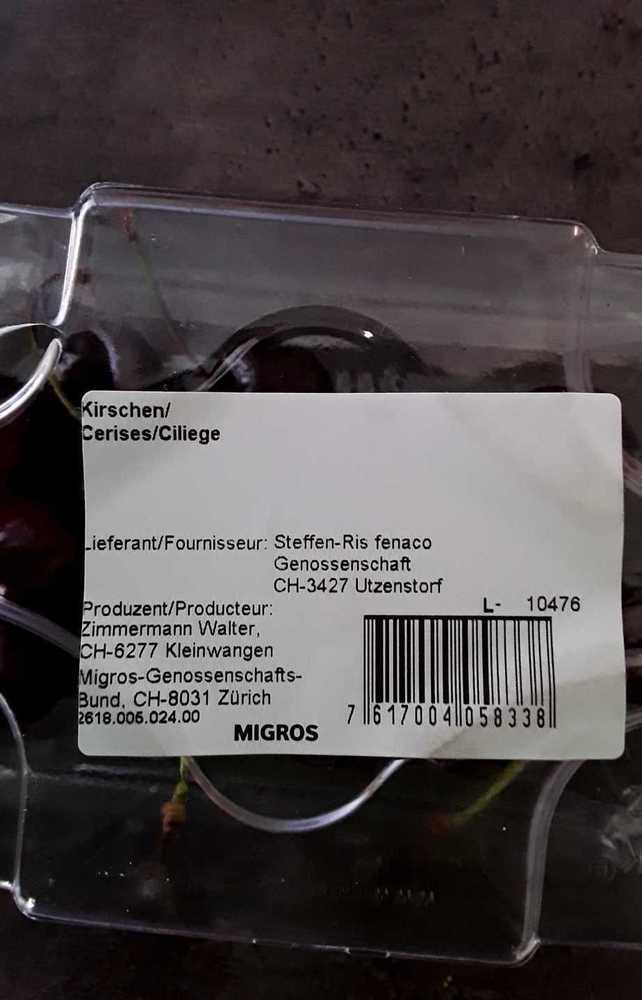 Kirschen/
Cerises/Ciliege
Lieferant/Fournisseur: Steffen-Ris fenaco
Genossenschaft
CH-3427 Utzenstorf
L- 10476
Produzent/Producteur:
Zimmermann Walter,
CH-6277 Kleinwangen
Migros-Genossenschafts-
Bund, CH-8031 Zürich
2618.005.024.00
MIGROS
7 617004 058338